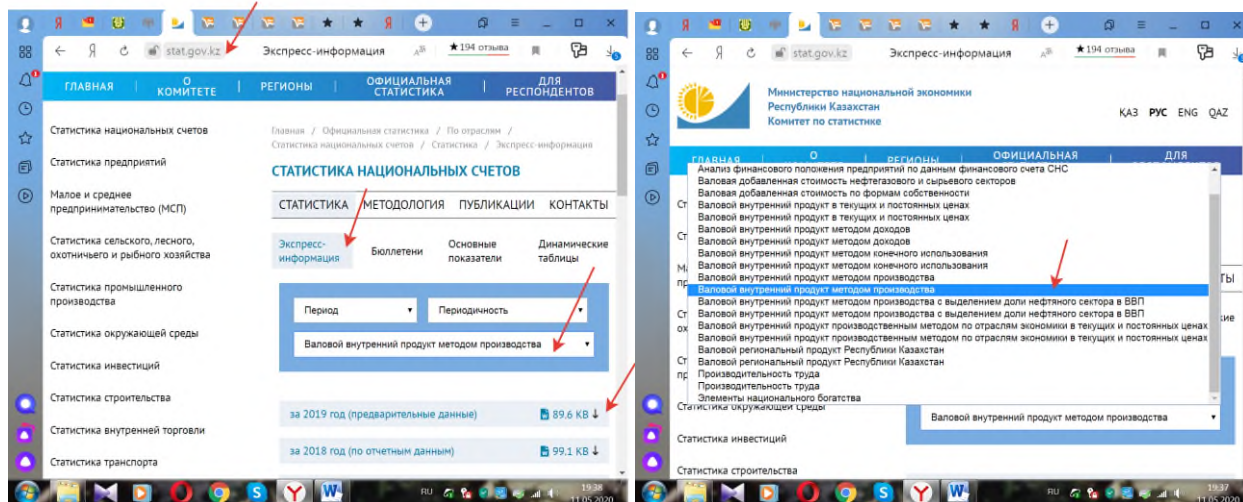 stat.gov.kz Экспресс-информация ★194 отзыва
ГЛАВНАЯ
О КОМИТЕТЕ
РЕГИОНЫ
ОФИЦИАЛЬНАЯ СТАТИСТИКА
ДЛЯ РЕСПОНДЕНТОВ
Статистика национальных счетов
Статистика предприятий
Малое и среднее
предпринимательство (МСП)
Статистика сельского, лесного,
охотничьего и рыбного хозяйства
Статистика промышленного
производства
Статистика окружающей среды
Статистика инвестиций
Статистика строительства
Статистика внутренней торговли
Статистика транспорта
Главная / Официальная статистика / По отраслям /
Статистика национальных счетов / Статистика / Экспресс-информация
СТАТИСТИКА НАЦИОНАЛЬНЫХ СЧЕТОВ
СТАТИСТИКА МЕТОДОЛОГИЯ ПУБЛИКАЦИИ КОНТАКТЫ
Экспресс-
информация
Бюллетени
Основные
показатели
Динамические
таблицы
Период
Периодичность
Валовой внутренний продукт методом производства
за 2019 год (предварительные данные) 89.6 KB
за 2018 год (по отчетным данным) 99.1 KB
RU 19:38
11.05.2020
stat.gov.kz Экспресс-информация ★194 отзыва
Министерство национальной экономики
Республики Казахстан
Комитет по статистике
ҚАЗ РУС ENG QAZ
ГЛАВНАЯ
О
РЕГИОНЫ
ОФИЦИАЛЬНАЯ
ДЛЯ
Анализ финансового положения предприятий по данным финансового счета СНС
Валовая добавленная стоимость нефтегазового и сырьевого секторов
Валовая добавленная стоимость по формам собственности
Валовой внутренний продукт в текущих и постоянных ценах
Валовой внутренний продукт в текущих и постоянных ценах
Валовой внутренний продукт методом доходов
Валовой внутренний продукт методом доходов
Валовой внутренний продукт методом конечного использования
Валовой внутренний продукт методом конечного использования
Валовой внутренний продукт методом производства
Валовой внутренний продукт методом производства
Валовой внутренний продукт методом производства с выделением доли нефтяного сектора в ВВП
Валовой внутренний продукт методом производства с выделением доли нефтяного сектора в ВВП
Валовой внутренний продукт производственным методом по отраслям экономики в текущих и постоянных ценах
Валовой внутренний продукт производственным методом по отраслям экономики в текущих и постоянных ценах
Валовой региональный продукт Республики Казахстан
Валовой региональный продукт Республики Казахстан
Производительность труда
Производительность труда
Элементы национального богатства
Статистика окружающей среды
Валовой внутренний продукт методом производства
Статистика инвестиций
Статистика строительства
RU 19:37
11.05.2020